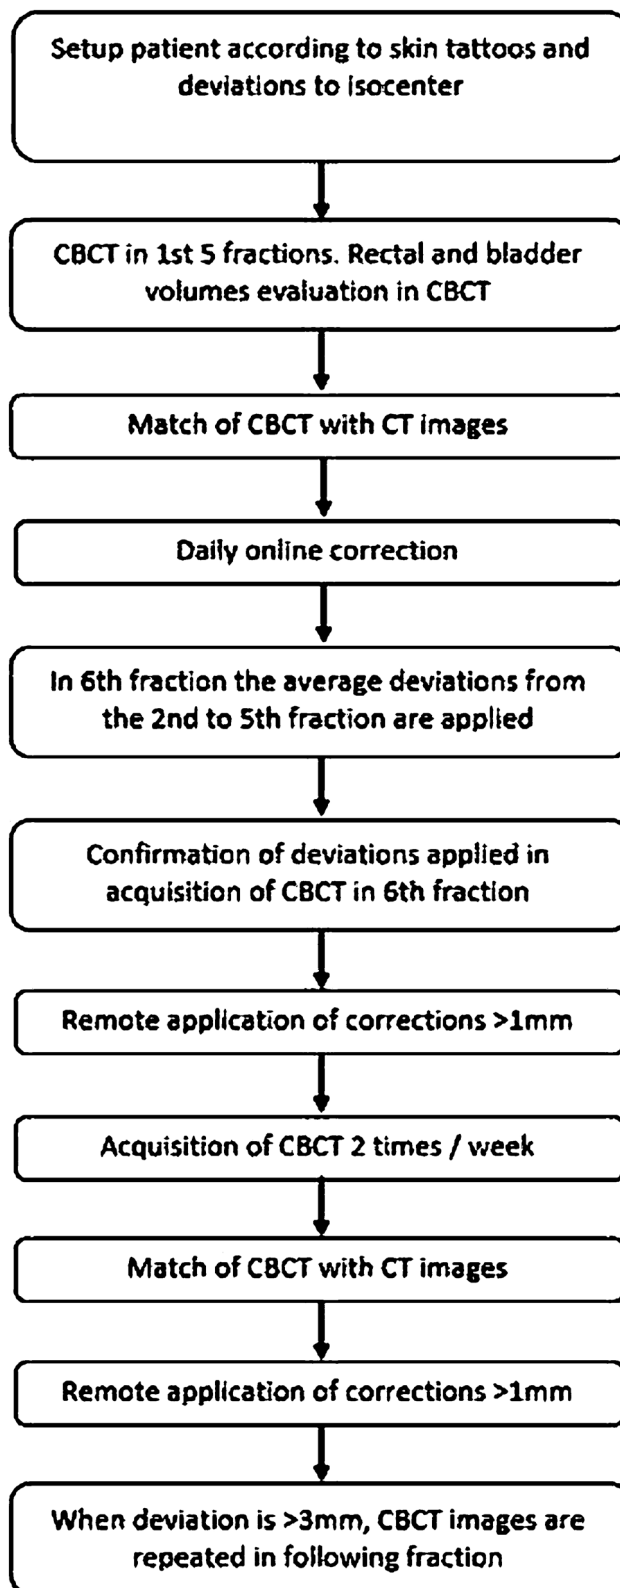 Setup patient according to skin tattoos and
deviations to isocenter
CBCT in 1st 5 fractions. Rectal and bladder
volumes evaluation in CBCT
Match of CBCT with CT images
Daily online correction
In 6th fraction the average deviations from
the 2nd to 5th fraction are applied
Confirmation of deviations applied in
acquisition of CBCT in 6th fraction
Remote application of corrections >1mm
Acquisition of CBCT 2 times / week
Match of CBCT with CT images
Remote application of corrections >1mm
When deviation is >3mm, CBCT images are
repeated in following fraction